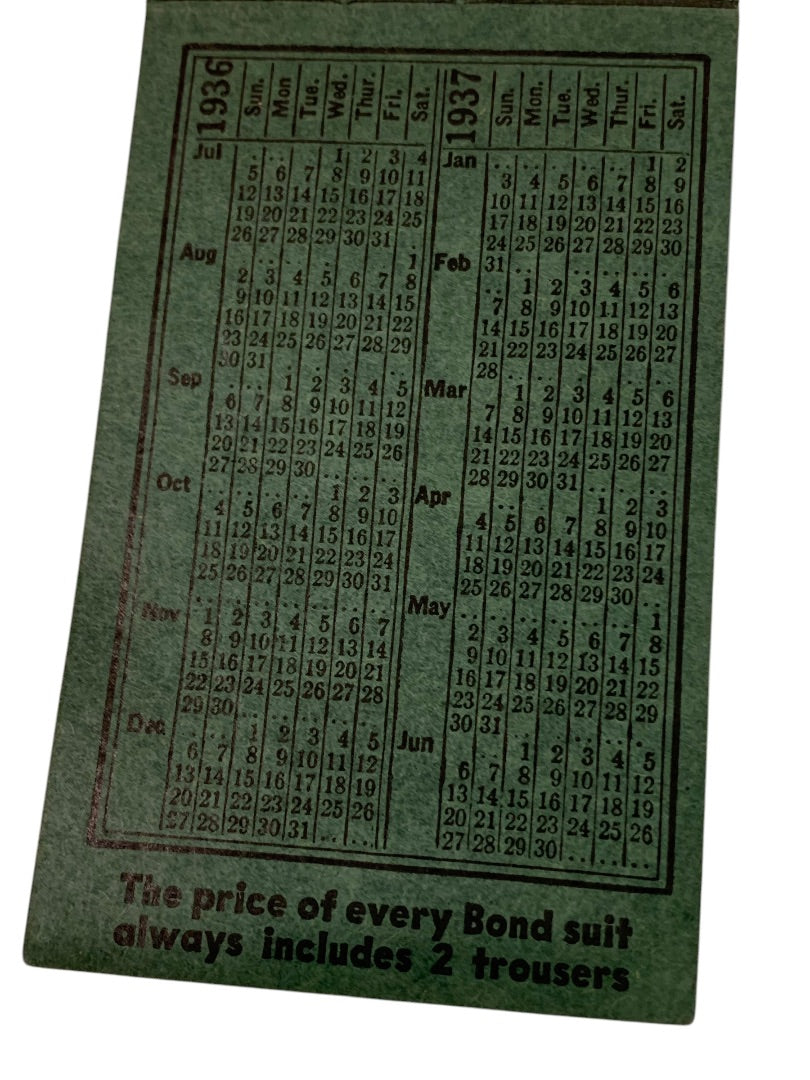 1936 Sun. Mon Tue. Wed. Thur. Fri. Sat.
Jul .. .. .. 1 2 3 4
5 6 7 8 9 10 11
12 13 14 15 16 17 18
19 20 21 22 23 24 25
26 27 28 29 30 31 ..
Aug .. .. .. .. .. .. 1
2 3 4 5 6 7 8
9 10 11 12 13 14 15
16 17 18 19 20 21 22
23 24 25 26 27 28 29
30 31 .. .. .. .. ..
Sep .. .. 1 2 3 4 5
6 7 8 9 10 11 12
13 14 15 16 17 18 19
20 21 22 23 24 25 26
27 28 29 30 .. .. ..
Oct .. .. .. .. 1 2 3
4 5 6 7 8 9 10
11 12 13 14 15 16 17
18 19 20 21 22 23 24
25 26 27 28 29 30 31
.. .. .. .. .. .. ..
Nov 1 2 3 4 5 6 7
8 9 10 11 12 13 14
15 16 17 18 19 20 21
22 23 24 25 26 27 28
29 30 .. .. .. .. ..
Dec .. .. 1 2 3 4 5
6 7 8 9 10 11 12
13 14 15 16 17 18 19
20 21 22 23 24 25 26
27 28 29 30 31 .. ..
1937 Sun. Mon. Tue. Wed. Thur. Fri. Sat.
Jan .. .. .. .. .. 1 2
3 4 5 6 7 8 9
10 11 12 13 14 15 16
17 18 19 20 21 22 23
24 25 26 27 28 29 30
31 .. .. .. .. .. ..
Feb .. 1 2 3 4 5 6
7 8 9 10 11 12 13
14 15 16 17 18 19 20
21 22 23 24 25 26 27
28 .. .. .. .. .. ..
Mar .. 1 2 3 4 5 6
7 8 9 10 11 12 13
14 15 16 17 18 19 20
21 22 23 24 25 26 27
28 29 30 31 .. .. ..
Apr .. .. .. .. 1 2 3
4 5 6 7 8 9 10
11 12 13 14 15 16 17
18 19 20 21 22 23 24
25 26 27 28 29 30 ..
May .. .. .. .. .. .. 1
2 3 4 5 6 7 8
9 10 11 12 13 14 15
16 17 18 19 20 21 22
23 24 25 26 27 28 29
30 31 .. .. .. .. ..
Jun .. .. 1 2 3 4 5
6 7 8 9 10 11 12
13 14 15 16 17 18 19
20 21 22 23 24 25 26
27 28 29 30 .. .. ..
The price of every Bond suit
always includes 2 trousers